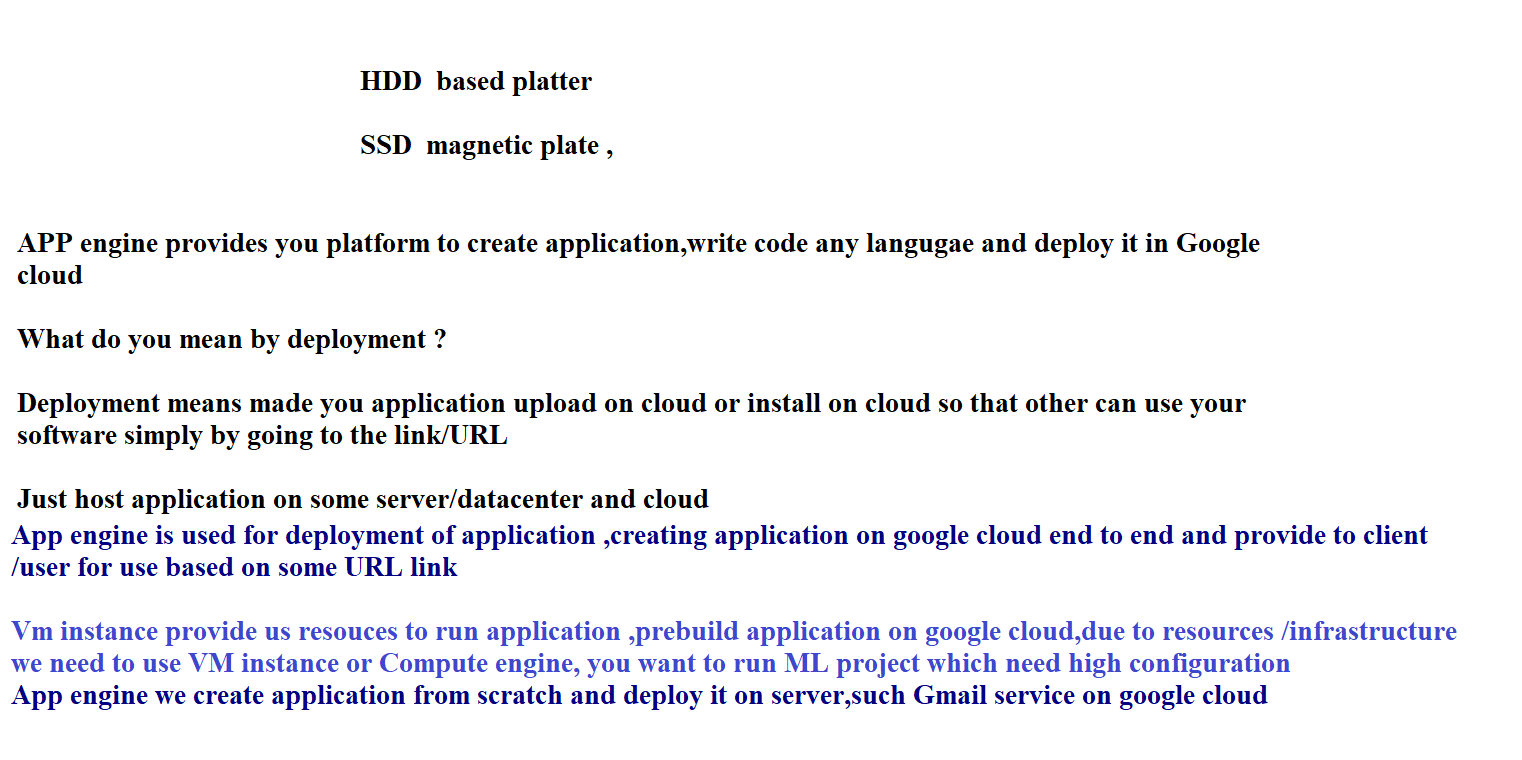 HDD  based platter
SSD  magnetic plate ,
APP engine provides you platform to create application,write code any langugae and deploy it in Google
cloud
What do you mean by deployment ?
Deployment means made you application upload on cloud or install on cloud so that other can use your
software simply by going to the link/URL
Just host application on some server/datacenter and cloud
App engine is used for deployment of application ,creating application on google cloud end to end and provide to client
/user for use based on some URL link
Vm instance provide us resouces to run application ,prebuild application on google cloud,due to resources /infrastructure
we need to use VM instance or Compute engine, you want to run ML project which need high configuration
App engine we create application from scratch and deploy it on server,such Gmail service on google cloud